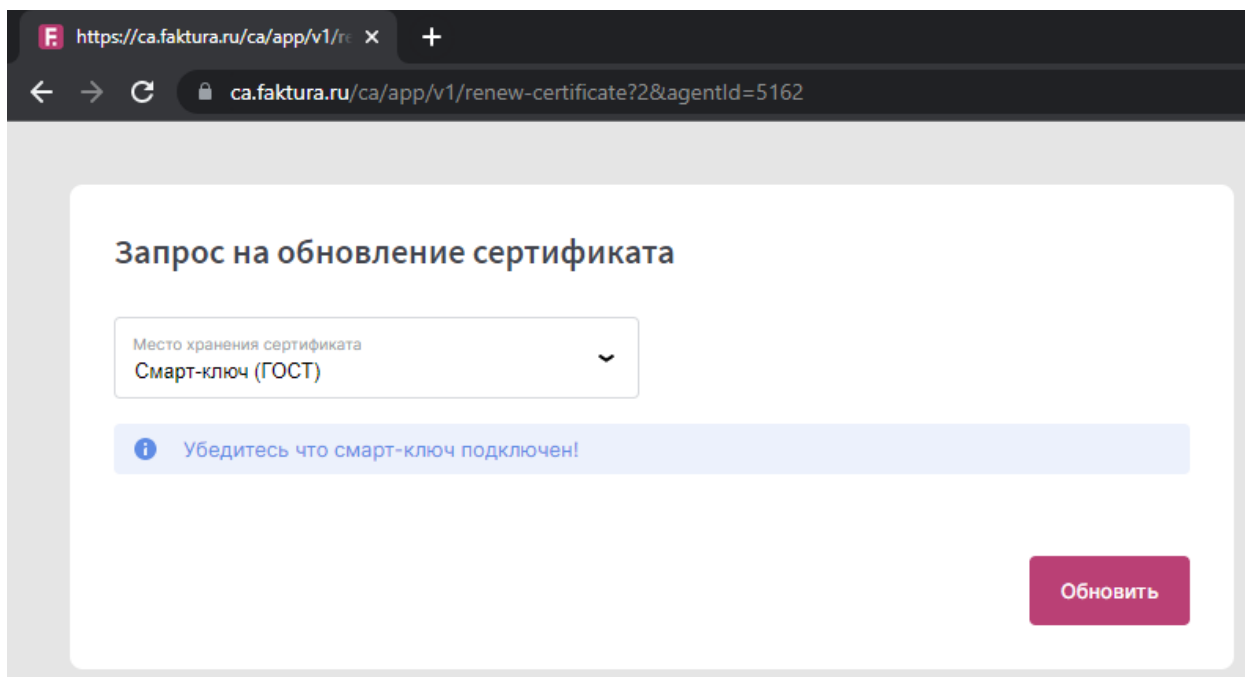 F.
https://ca.faktura.ru/ca/app/v1/re
ca.faktura.ru/ca/app/v1/renew-certificate?2&agentId=5162
Запрос на обновление сертификата
Место хранения сертификата
Смарт-ключ (ГОСТ)
Убедитесь что смарт-ключ подключен!
Обновить